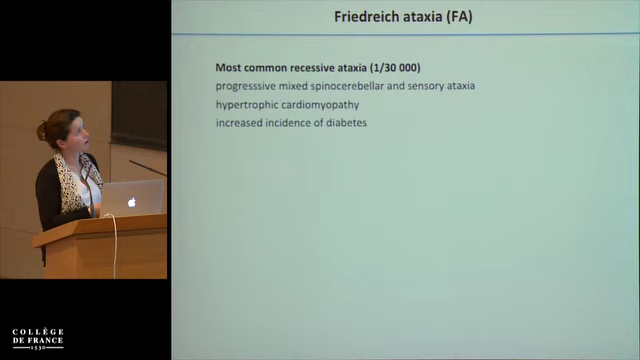 Friedreich ataxia (FA)
Most common recessive ataxia (1/30 000)
progresssive mixed spinocerebellar and sensory ataxia
hypertrophic cardiomyopathy
increased incidence of diabetes
COLLÈGE
DE FRANCE
1530